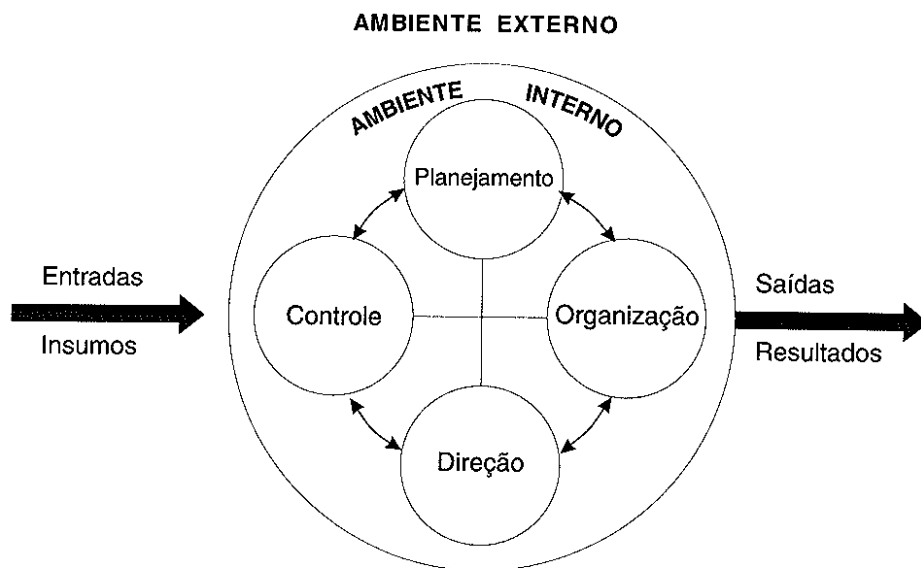 AMBIENTE EXTERNO
AMBIENTE INTERNO
Planejamento
Entradas
Insumos
Controle
Organização
Saídas
Resultados
Direção